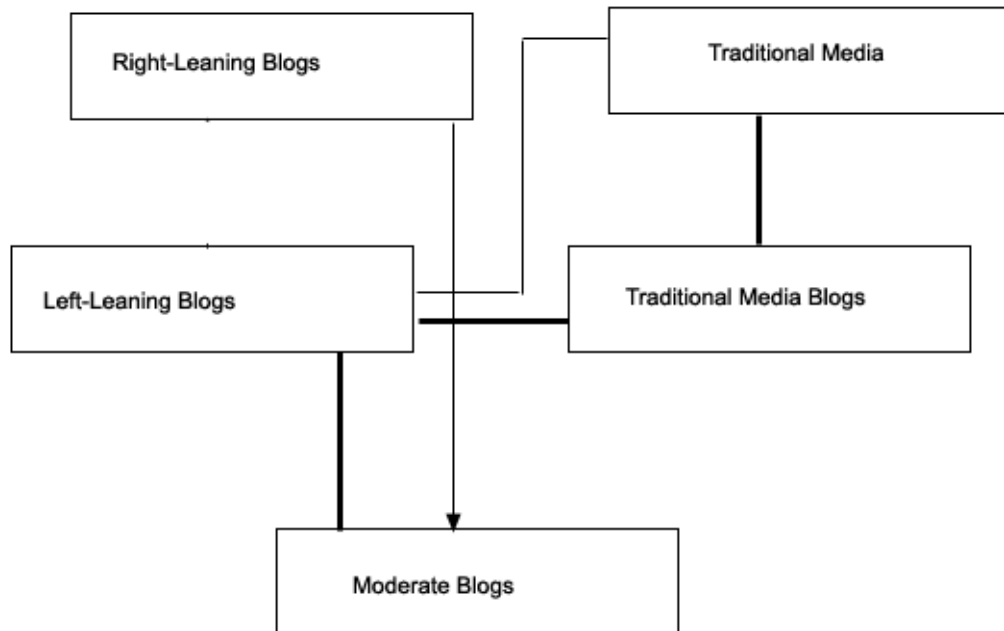 Right-Leaning Blogs
Traditional Media
Left-Leaning Blogs
Traditional Media Blogs
Moderate Blogs